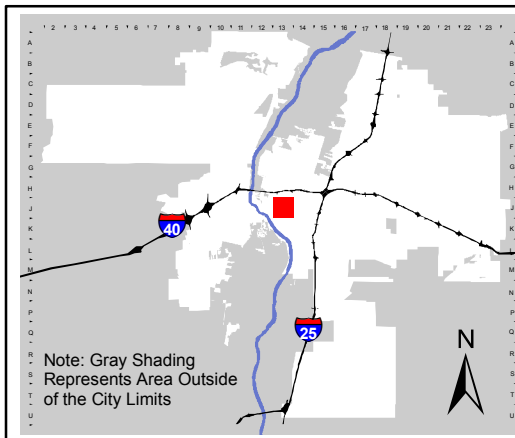 2 3 4 5 6 7 8 9 10 11 12 13 14 15 16 17 18 19 20 21 22 23
A A
B B
C C
D D
E E
F F
G G
H H
J J
K K
40
L L
M M
N N
P P
Q Q
25
N
Note: Gray Shading
R R
Represents Area Outside
S S
of the City Limits
T T
U U